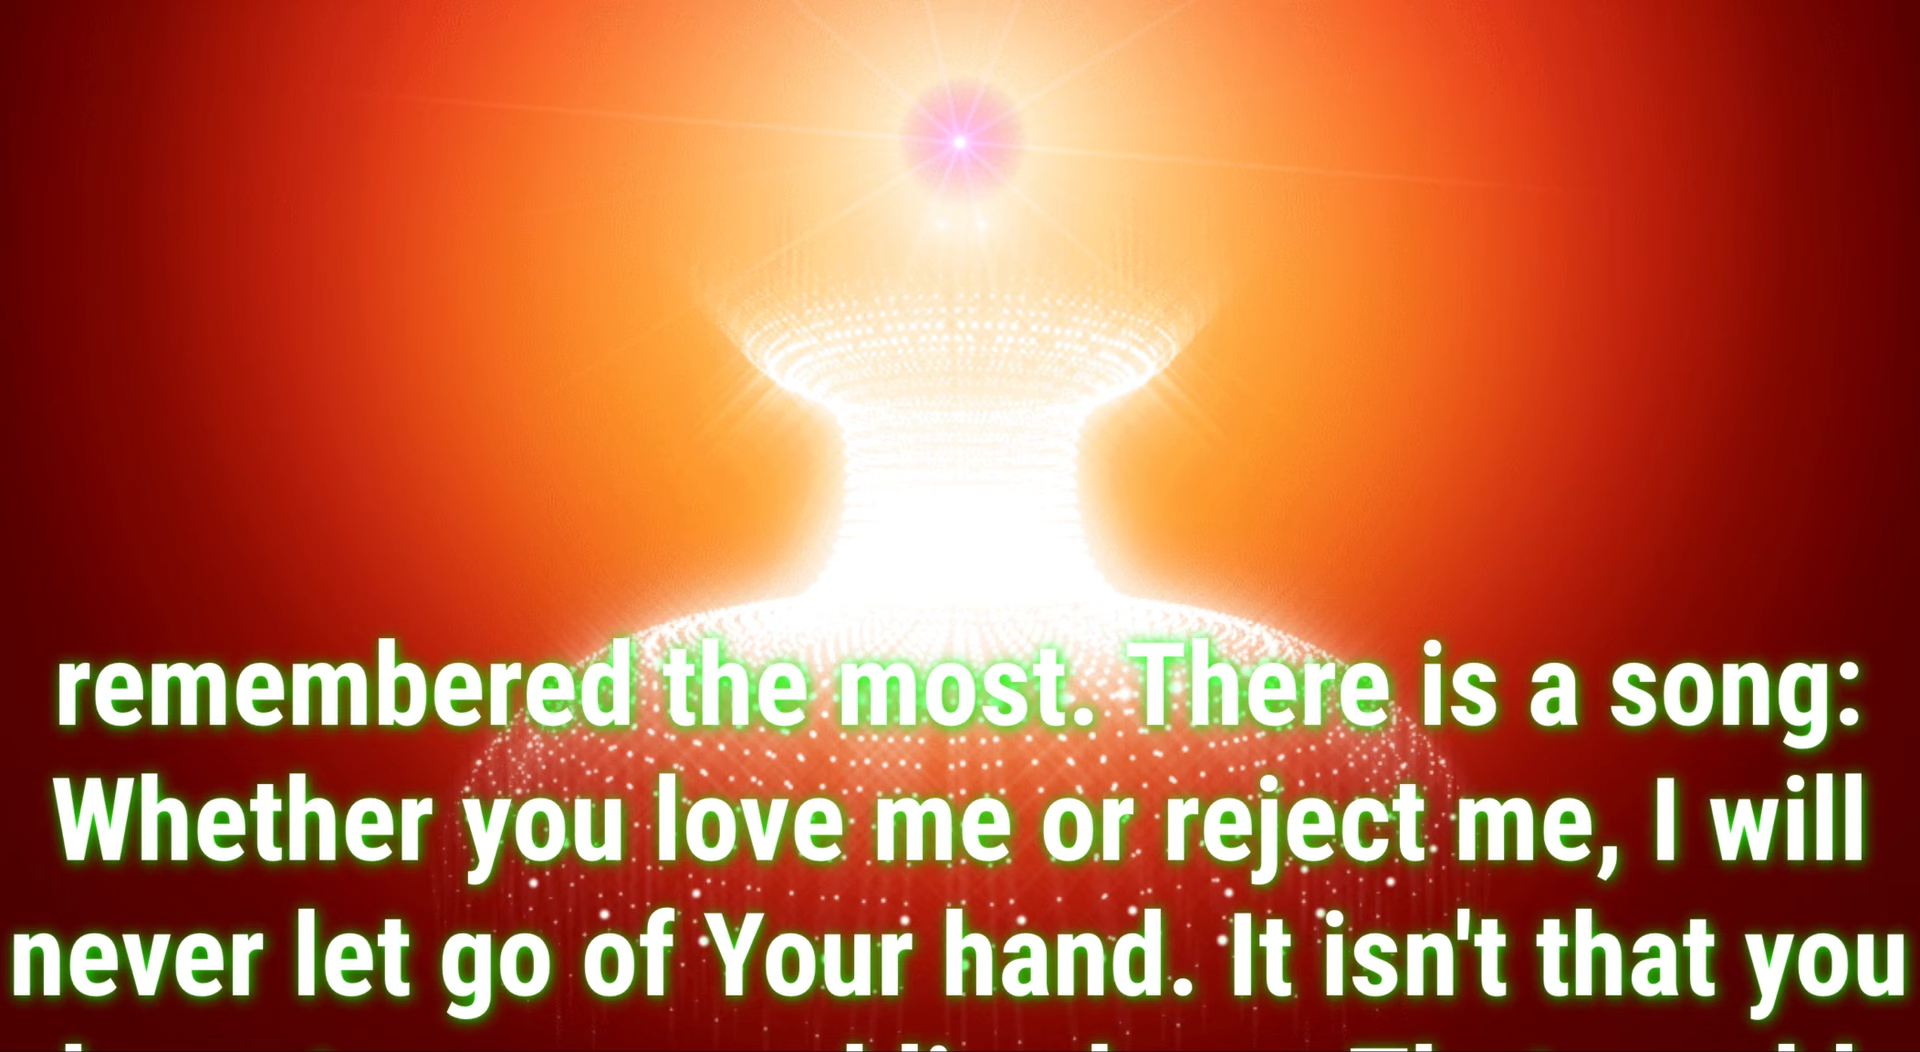 remembered the most. There is a song:
Whether you love me or reject me, I will
never let go of Your hand. It isn't that you